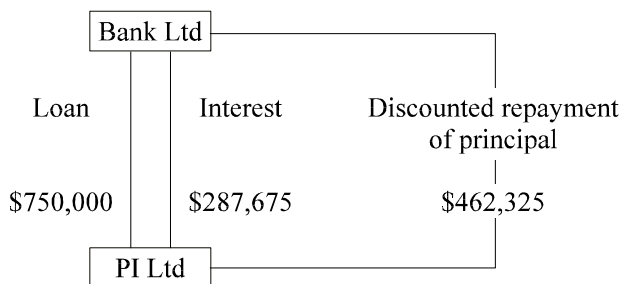 Bank Ltd
Loan
Interest
Discounted repayment
of principal
$750,000
$287,675
$462,325
PI Ltd